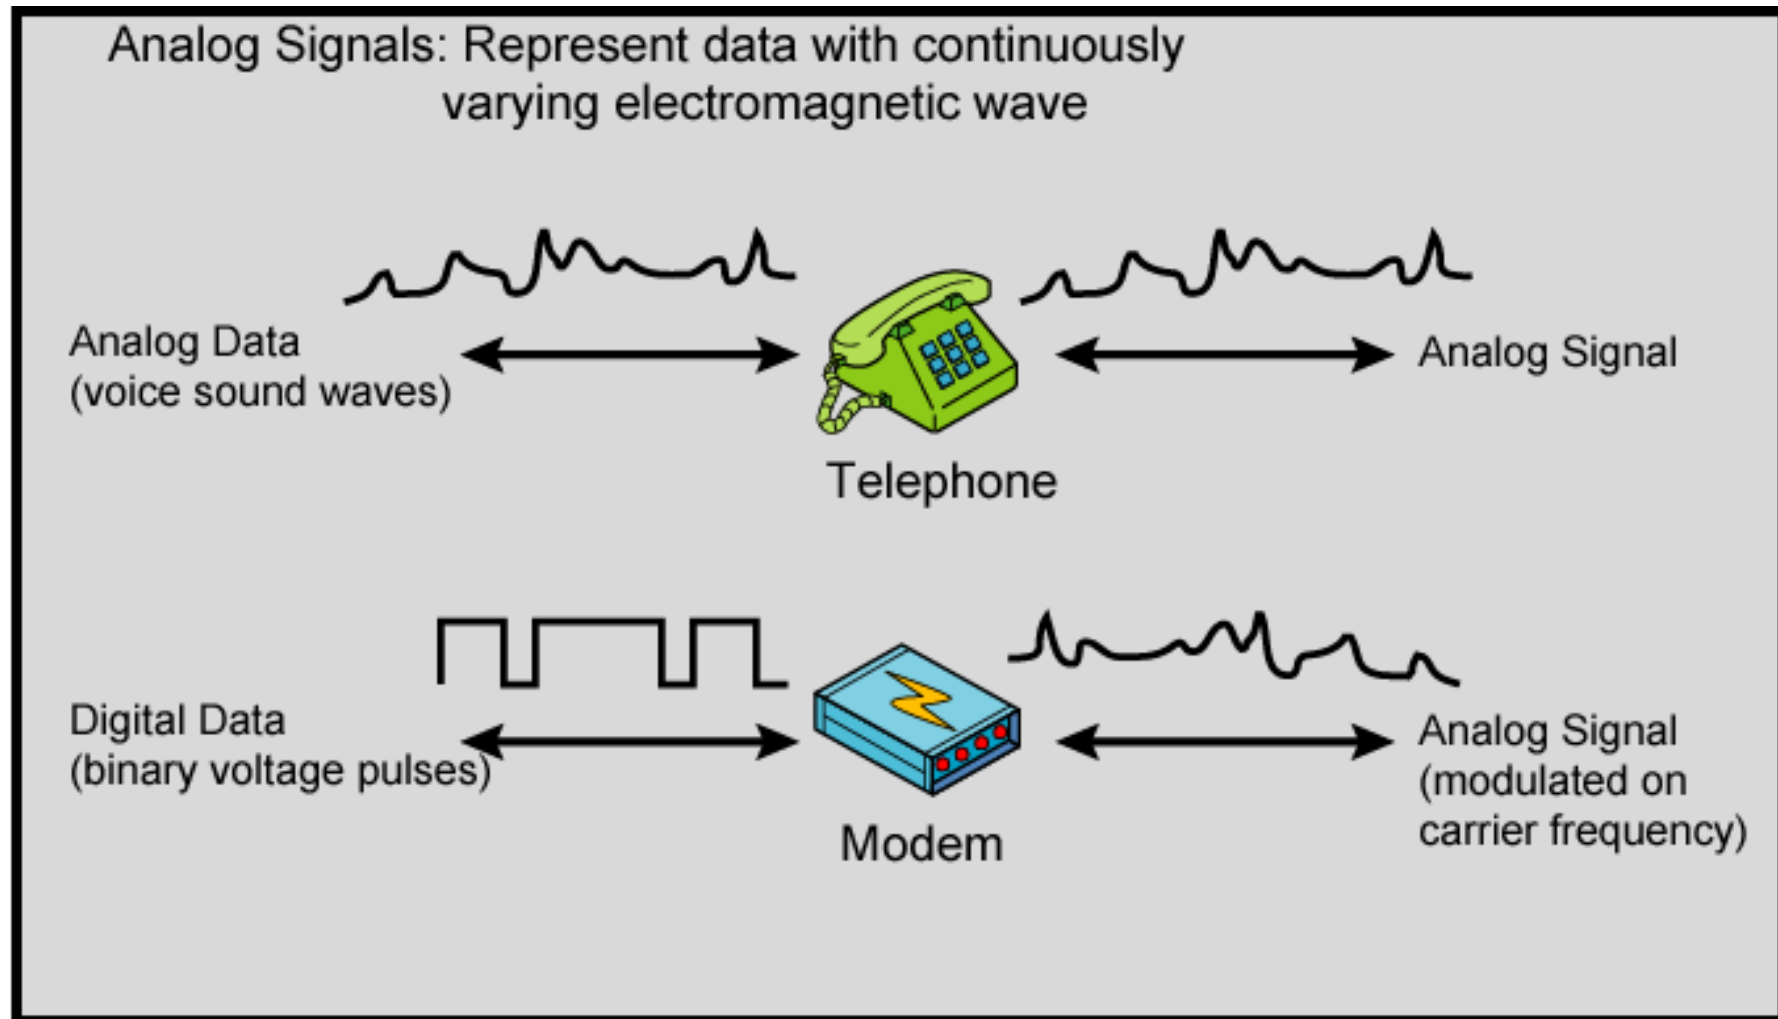 Analog Signals: Represent data with continuously
varying electromagnetic wave
Analog Data
(voice sound waves)
Analog Signal
Telephone
Digital Data
(binary voltage pulses)
Analog Signal
(modulated on
carrier frequency)
Modem